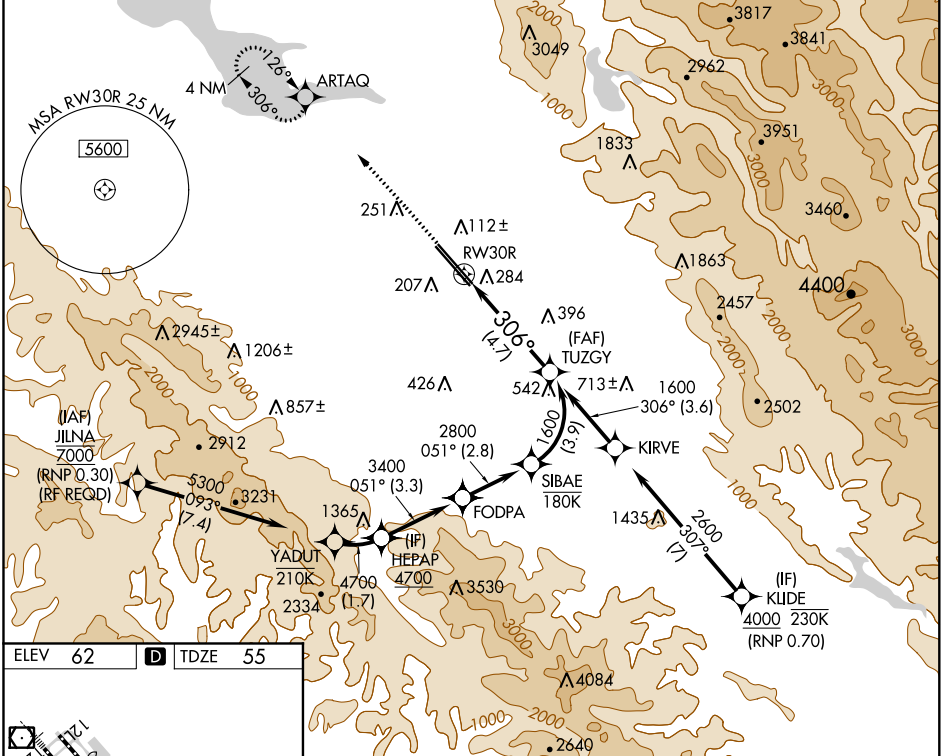 3817
3841
2000
3049
2962
1000
126°
4 NM
ARTAQ
306°
MSA RW30R 25 NM
5600
1833
3951
3000
3460
251
112±
RW30R
284
207
1863
4400
2457
2000
2000
3000
396
306°
(4.7)
(FAF)
TUZGY
2945±
1206±
2000
1000
426
542
713±
1600
306° (3.6)
857±
2502
(IAF)
JILNA
7000
(RNP 0.30)
(RF REQD)
2912
2800
051° (2.8)
1600
(3.9)
KIRVE
3400
051° (3.3)
SIBAE
180K
5300
093°
(7.4)
3231
FODPA
1365
1000
1435
2600
307°
(7)
YADUT
210K
(IF)
HEPAP
4700
4700
(1.7)
2334
3530
(IF)
KLIDE
4000 230K
(RNP 0.70)
3000
ELEV 62 D TDZE 55
4084
1000
2000
2640
12L